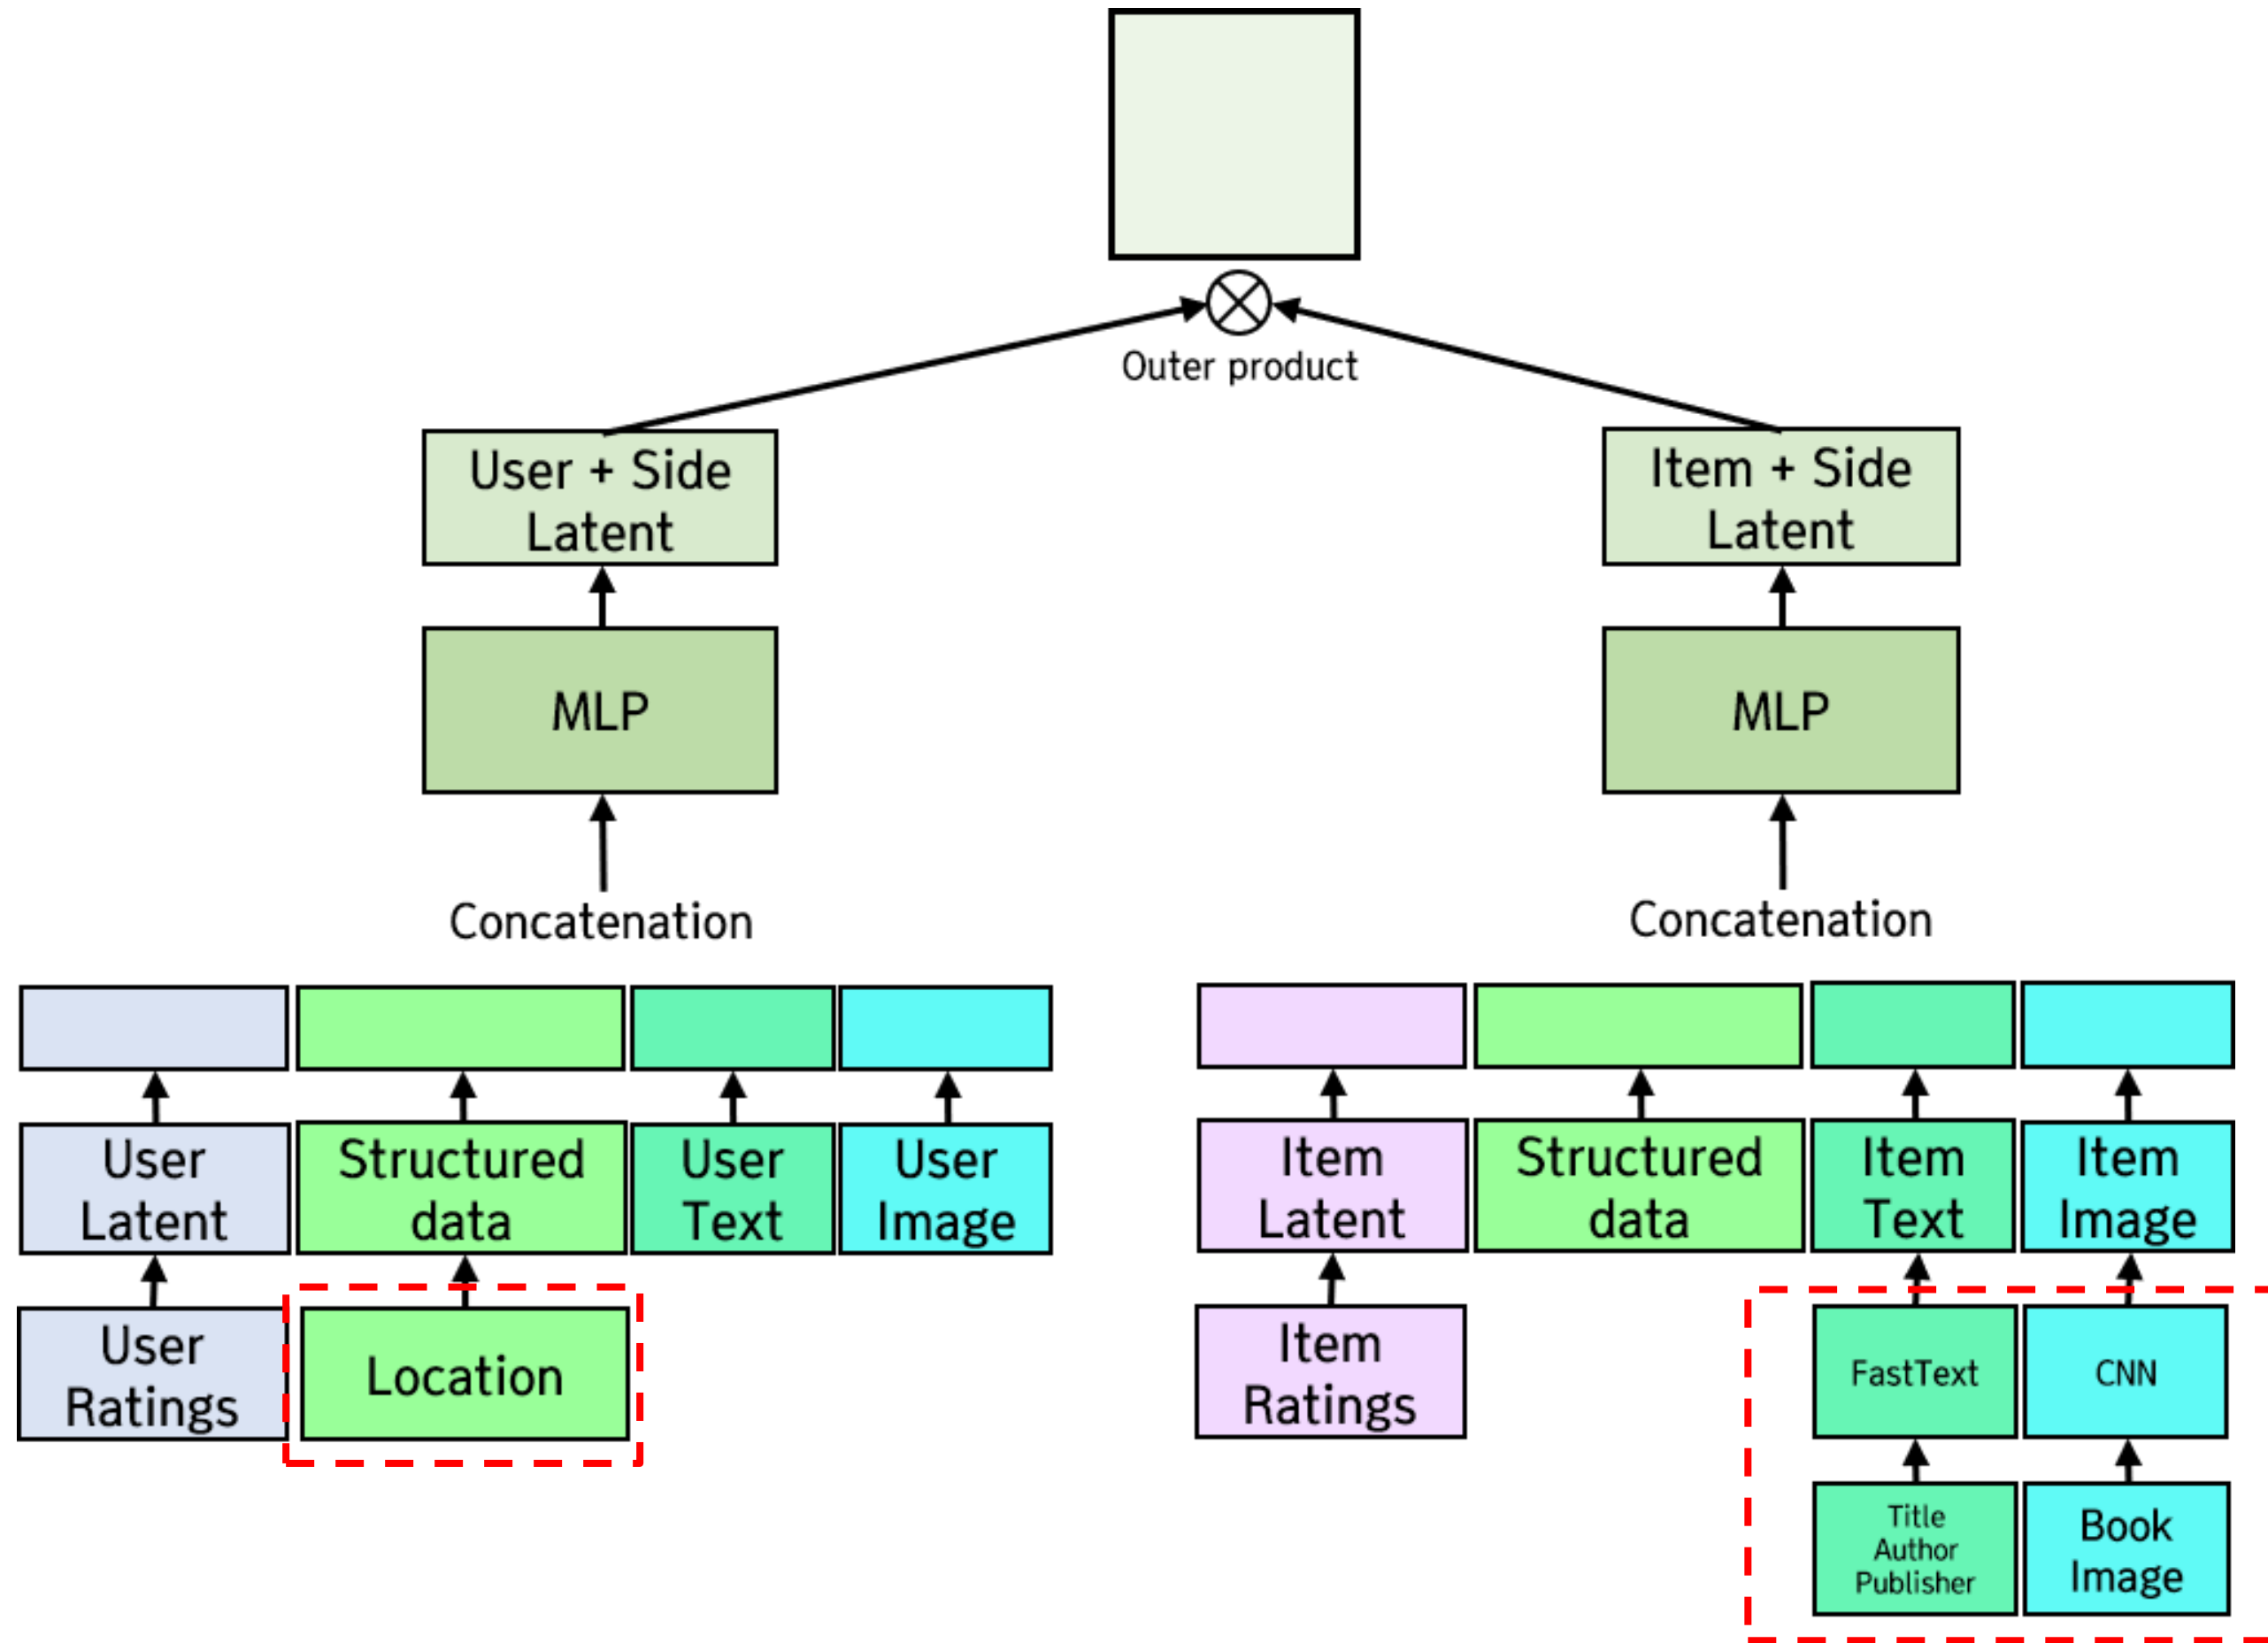 Outer product
User + Side
Latent
Item + Side
Latent
MLP
MLP
Concatenation
Concatenation
User
Latent
Structured
data
User
Text
User
Image
Item
Latent
Structured
data
Item
Text
Item
Image
User
Ratings
Location
Item
Ratings
FastText
CNN
Title
Author
Publisher
Book
Image